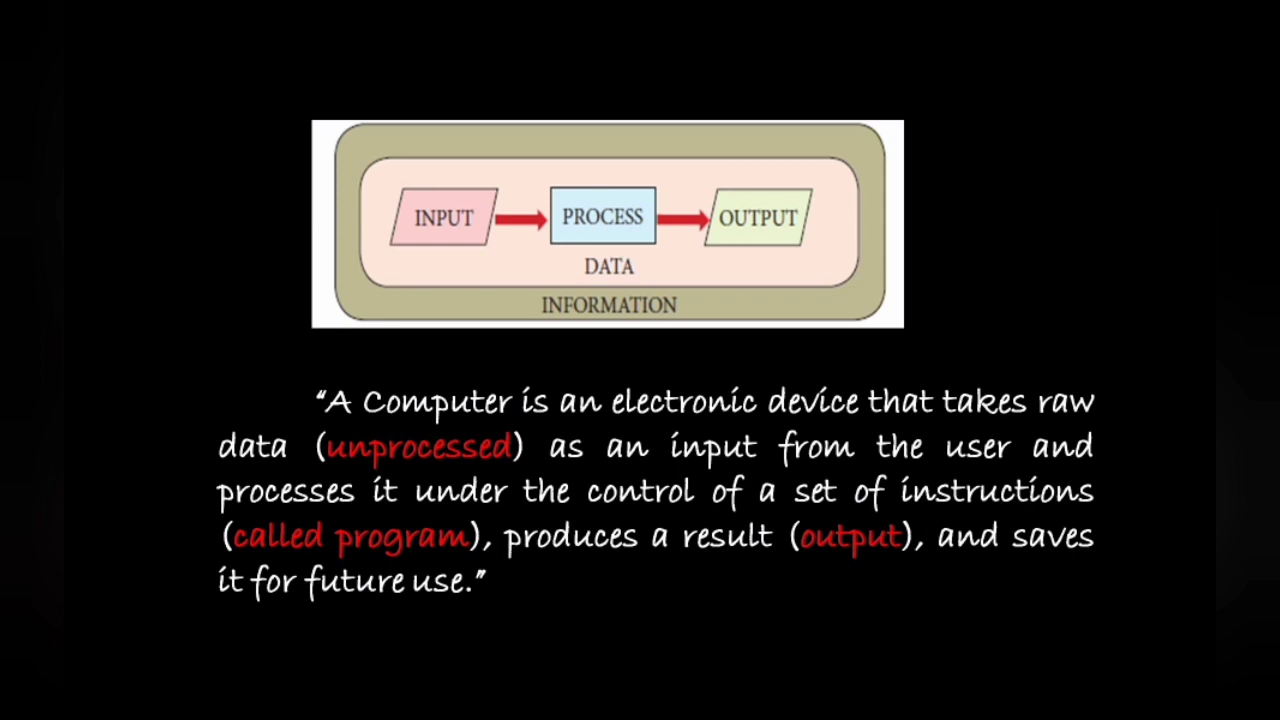 INPUT PROCESS OUTPUT
DATA
INFORMATION
“A Computer is an electronic device that takes raw
data (unprocessed) as an input from the user and
processes it under the control of a set of instructions
(called program), produces a result (output), and saves
it for future use.”